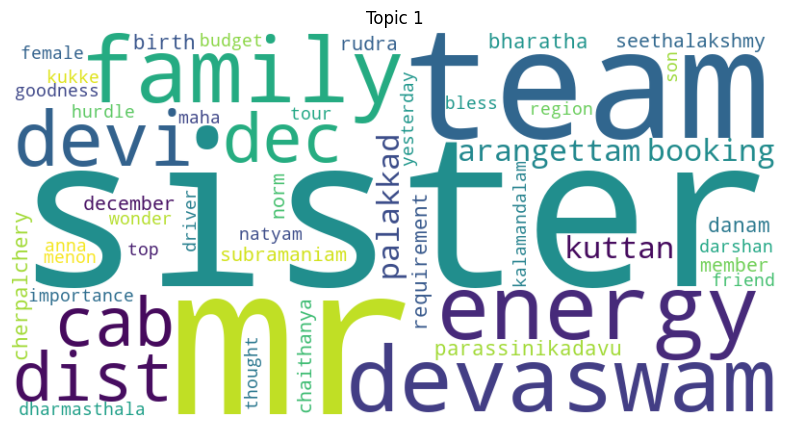 Topic 1
female
birth
budget
rudra
bharatha
seethalakshmy
kukke
goodness
family
team
son
hurdle
maha
tour
yesterday
bless
region
devi
dec
arangettam
booking
sister
palakkad
december
wonder
driver
norm
kalamandalam
danam
anna
menon
top
natyam
subramaniam
requirement
kuttan
darshan
member
friend
cherpalchery
importance
cab
mr
energy
dist
thought
chaithanya
parassinikadavu
devaswam
dharmasthala